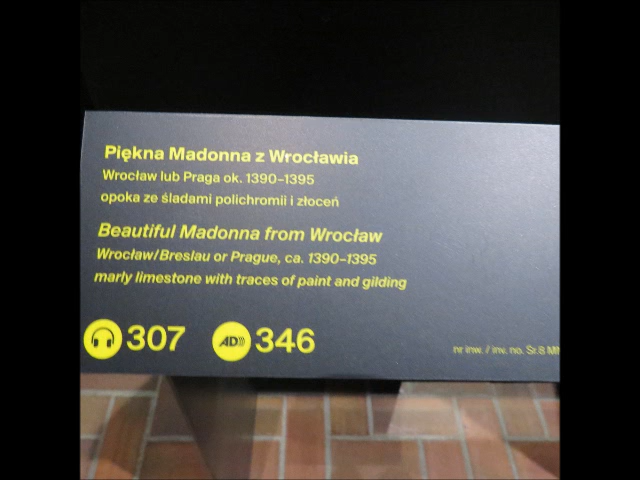 Piękna Madonna z Wrocławia
Wrocław lub Praga ok. 1390–1395
opoka ze śladami polichromii i złoceń
Beautiful Madonna from Wrocław
Wrocław/Breslau or Prague, ca. 1390–1395
marly limestone with traces of paint and gilding
307 AD 346
nr inw. / inv. no. Śr.8